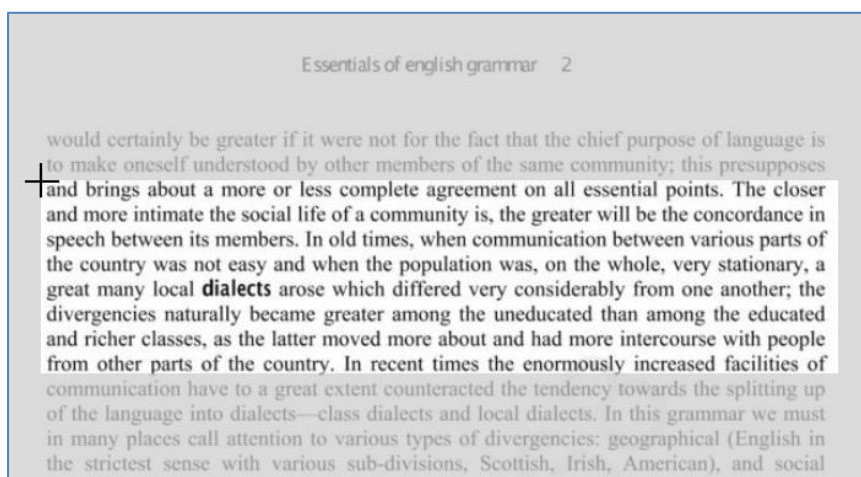 Essentials of english grammar 2
would certainly be greater if it were not for the fact that the chief purpose of language is
to make oneself understood by other members of the same community; this presupposes
and brings about a more or less complete agreement on all essential points. The closer
and more intimate the social life of a community is, the greater will be the concordance in
speech between its members. In old times, when communication between various parts of
the country was not easy and when the population was, on the whole, very stationary, a
great many local dialects arose which differed very considerably from one another; the
divergencies naturally became greater among the uneducated than among the educated
and richer classes, as the latter moved more about and had more intercourse with people
from other parts of the country. In recent times the enormously increased facilities of
communication have to a great extent counteracted the tendency towards the splitting up
of the language into dialects—class dialects and local dialects. In this grammar we must
in many places call attention to various types of divergencies: geographical (English in
the strictest sense with various sub-divisions, Scottish, Irish, American), and social